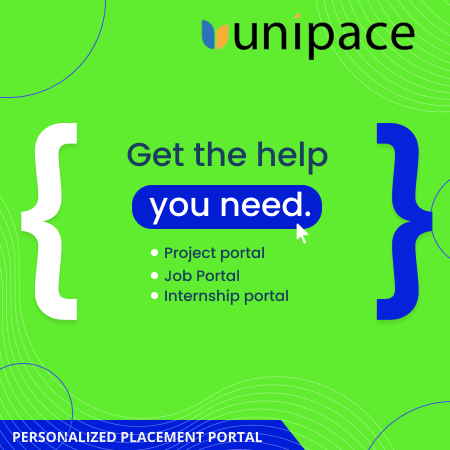 unipace
Get the help
you need.
Project portal
Job Portal
Internship portal
PERSONALIZED PLACEMENT PORTAL